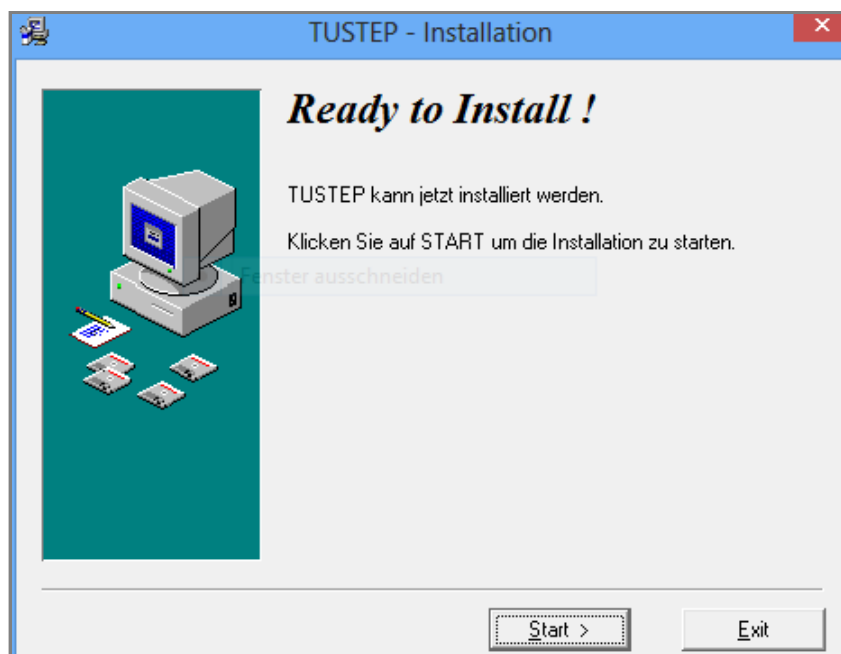 TUSTEP - Installation
Ready to Install !
TUSTEP kann jetzt installiert werden.
Klicken Sie auf START um die Installation zu starten.
Fenster ausschneiden
Start >
Exit